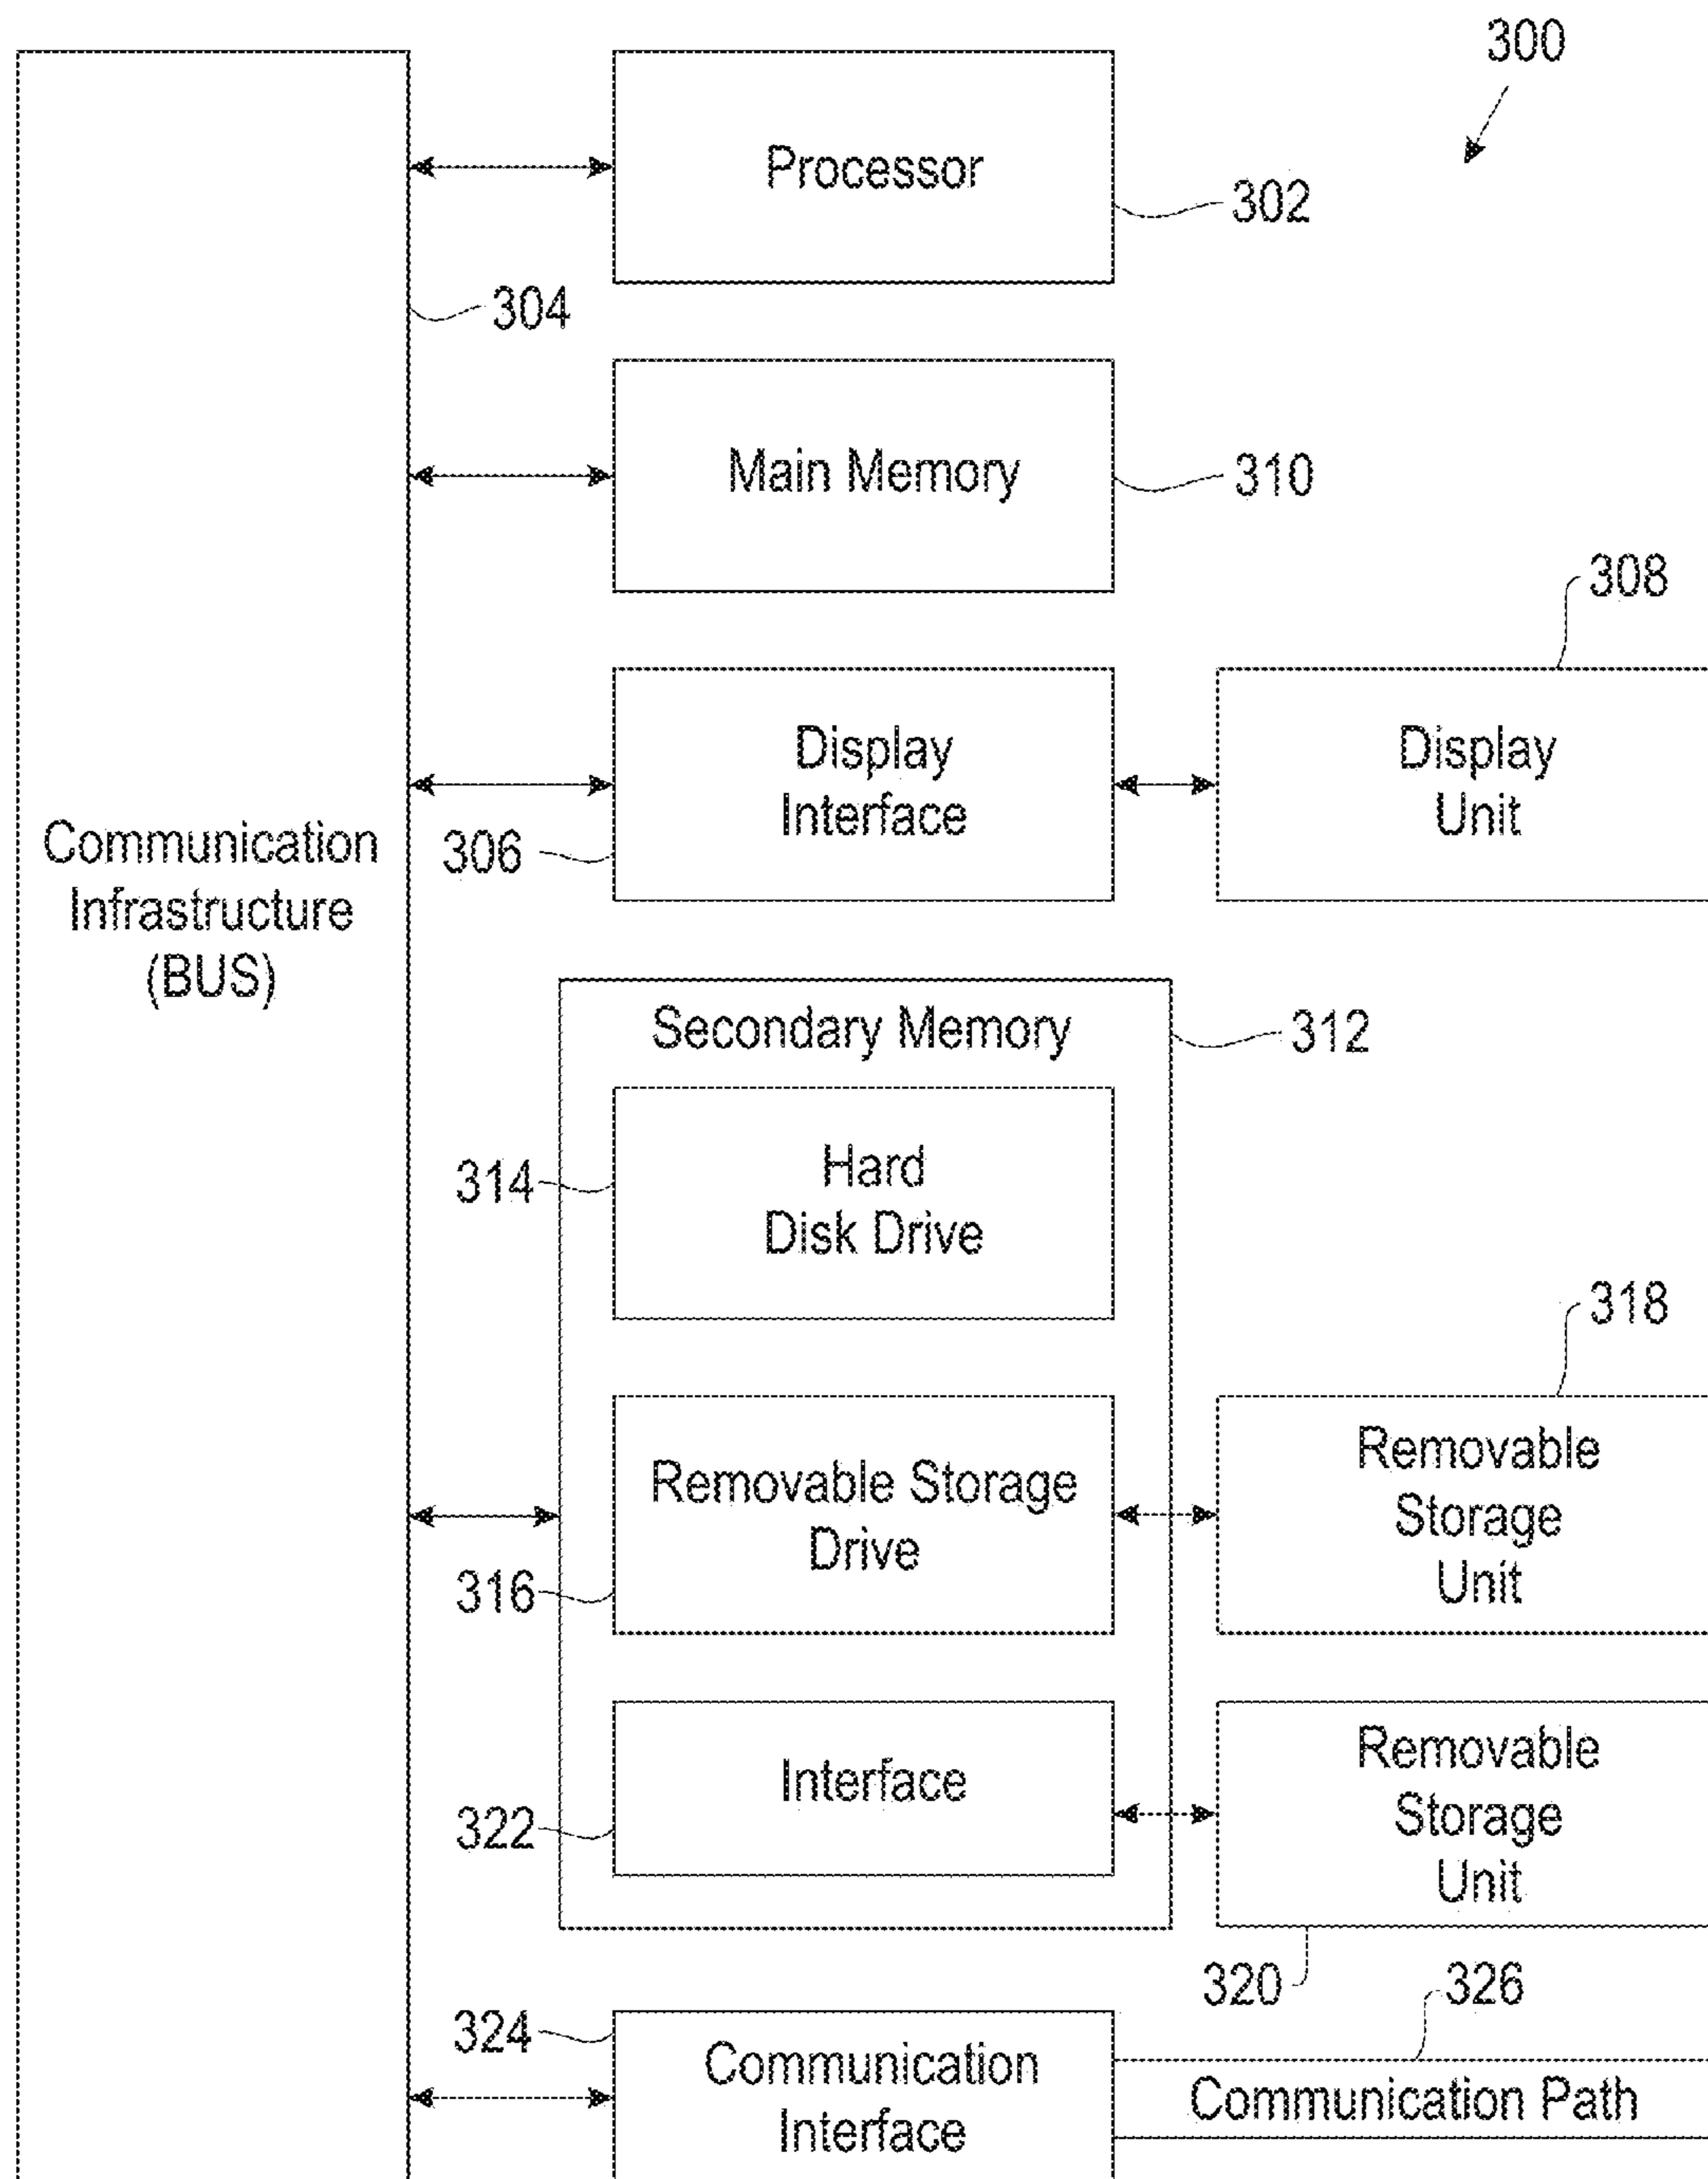 300
Processor
302
304
Main Memory
310
308
Display
Interface
306
Display
Unit
Communication
Infrastructure
(BUS)
Secondary Memory
312
314
Hard
Disk Drive
318
Removable Storage
Drive
316
Removable
Storage
Unit
Interface
322
Removable
Storage
Unit
320
326
324
Communication
Interface
Communication Path